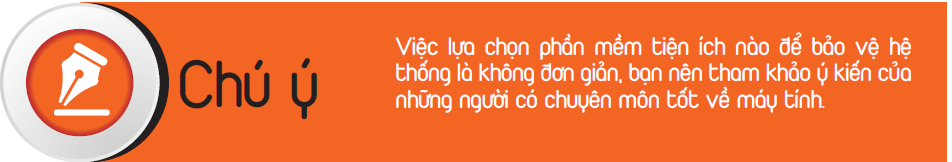 Chú ý
Việc lựa chọn phần mềm tiện ích nào để bảo vệ hệ
thống là không đơn giản, bạn nên tham khảo ý kiến của
những người có chuyên môn tốt về máy tính.